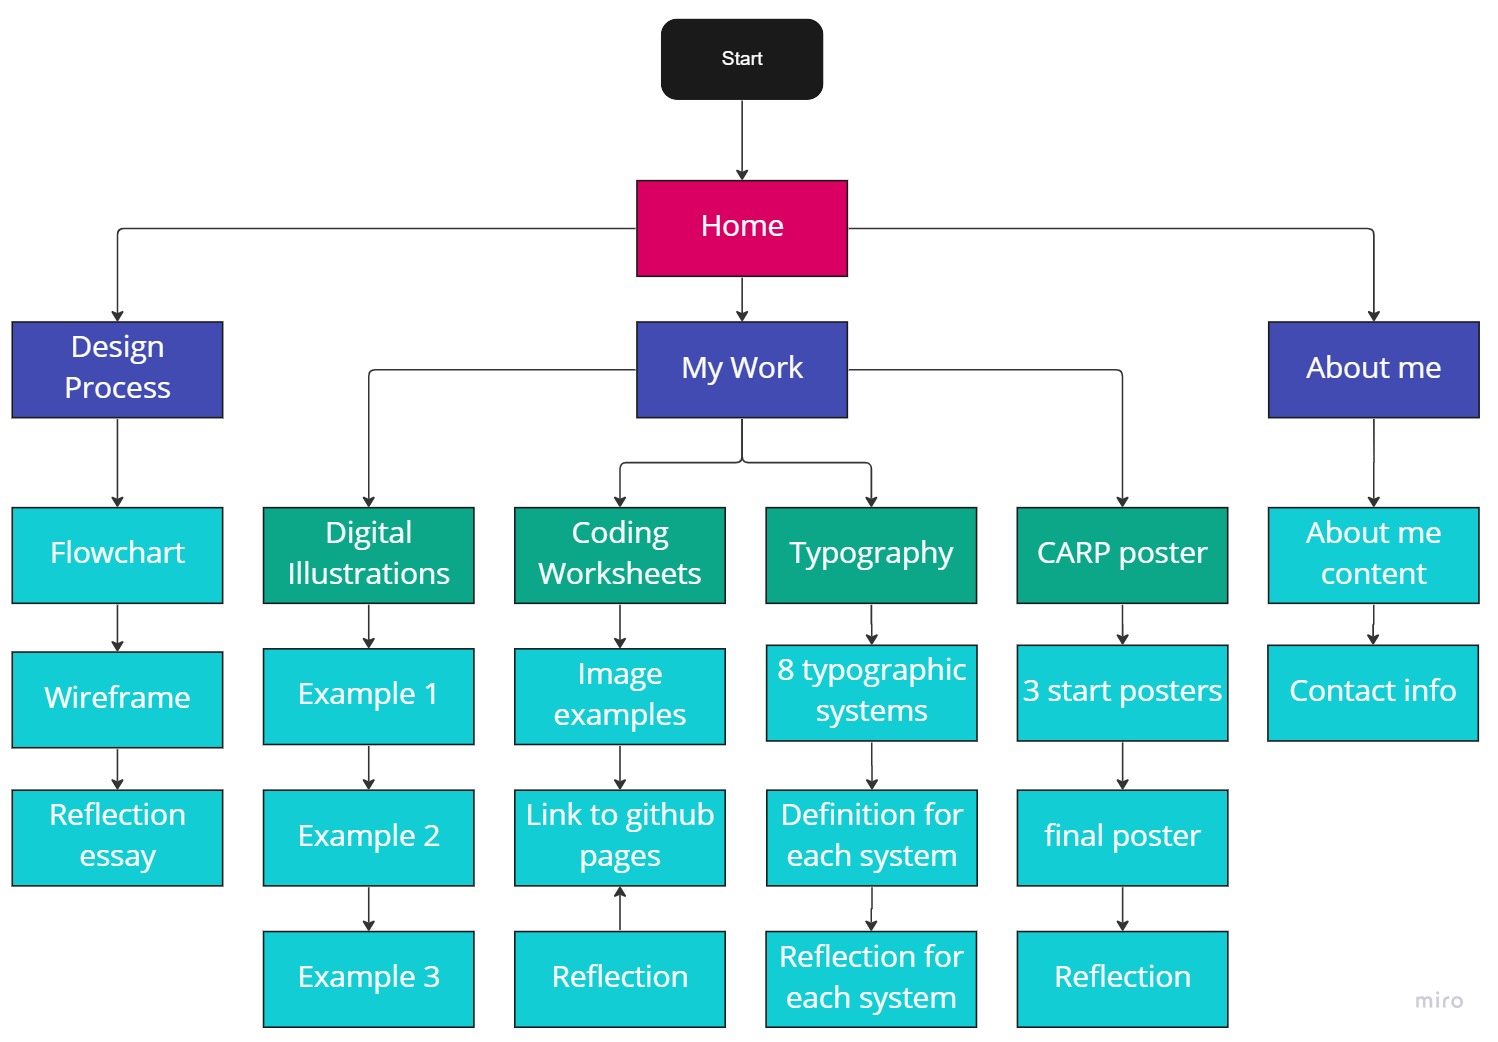 Start
Home
Design
Process
My Work
About me
Flowchart
Digital
Illustrations
Coding
Worksheets
Typography
CARP poster
About me
content
Wireframe
Example 1
Image
examples
8 typographic
systems
3 start posters
Contact info
Reflection
essay
Example 2
Link to github
pages
Definition for
each system
final poster
Example 3
Reflection
Reflection for
each system
Reflection
miro